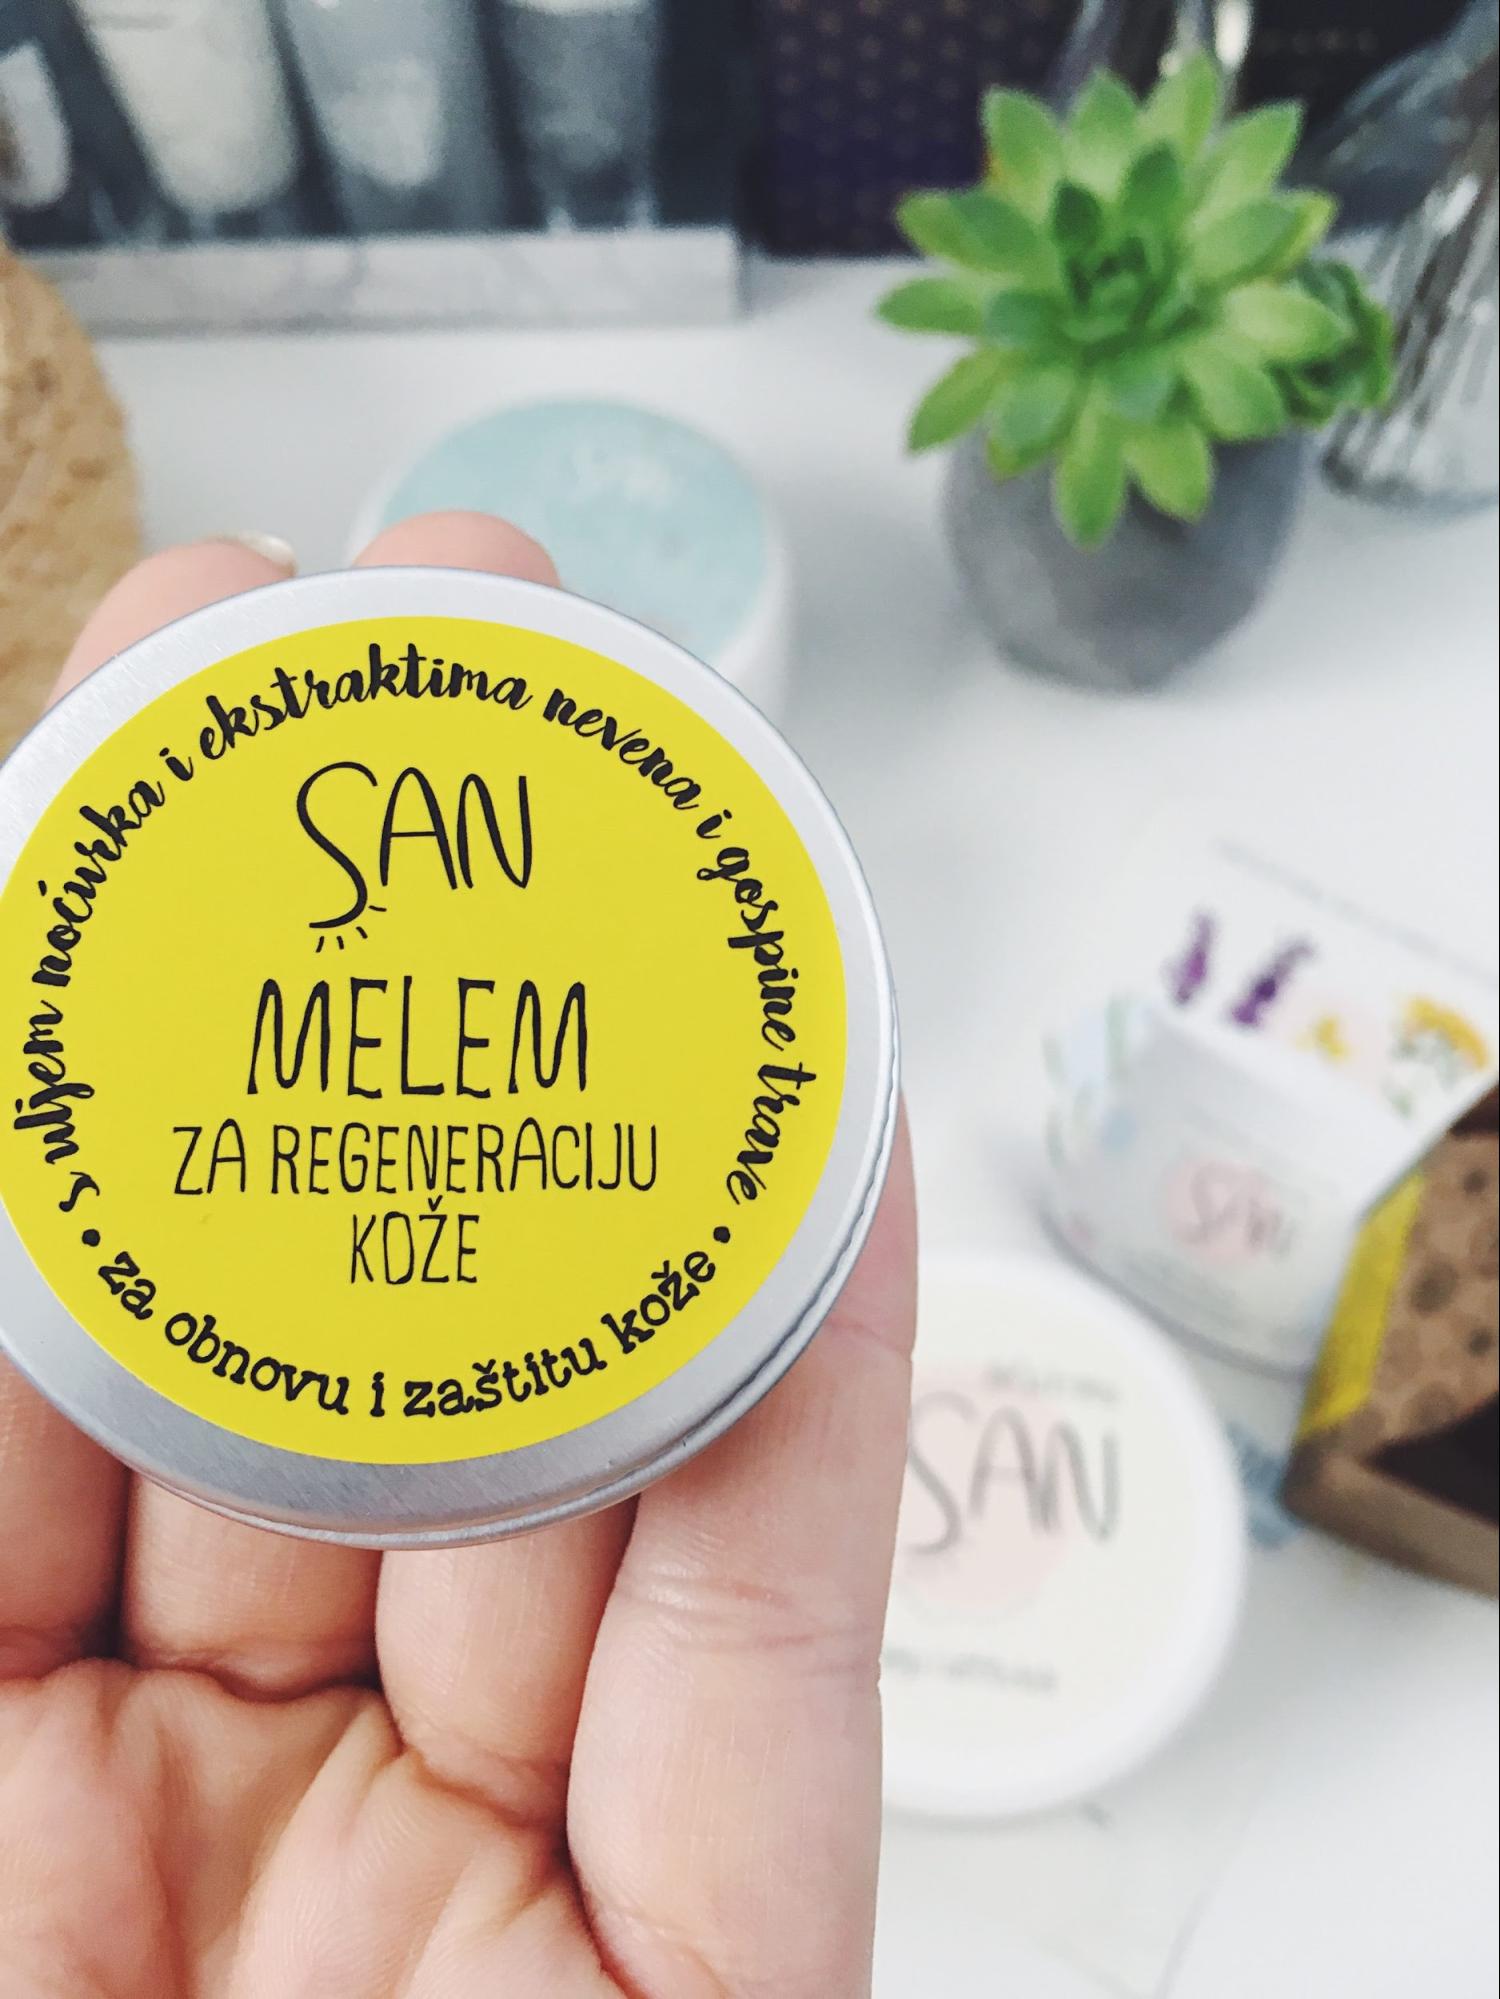 s uljem noćurka i ekstraktima nevena i gospine trave
SAN
MELEM
ZA REGENERACIJU
KOŽE
• za obnovu i zaštitu kože •
SAN
SAN